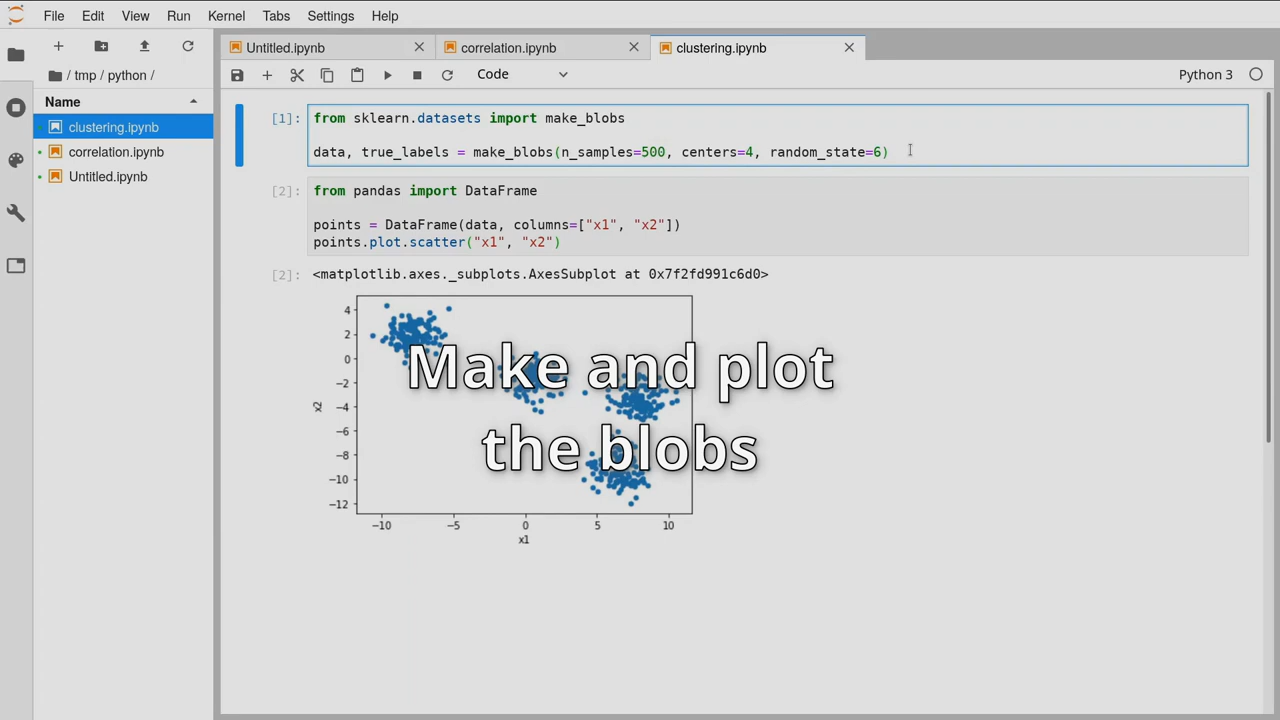 File Edit View Run Kernel Tabs Settings Help
Untitled.ipynb correlation.ipynb clustering.ipynb
/ tmp / python /
Code
Python 3
Name
clustering.ipynb
correlation.ipynb
Untitled.ipynb
[1]: from sklearn.datasets import make_blobs
data, true_labels = make_blobs(n_samples=500, centers=4, random_state=6)
[2]: from pandas import DataFrame
points = DataFrame(data, columns=["x1", "x2"])
points.plot.scatter("x1", "x2")
[2]: <matplotlib.axes._subplots.AxesSubplot at 0x7f2fd991c6d0>
4
2
0
−2
−4
−6
−8
−10
−12
x2
−10 −5 0 5 10
x1
Make and plot
the blobs